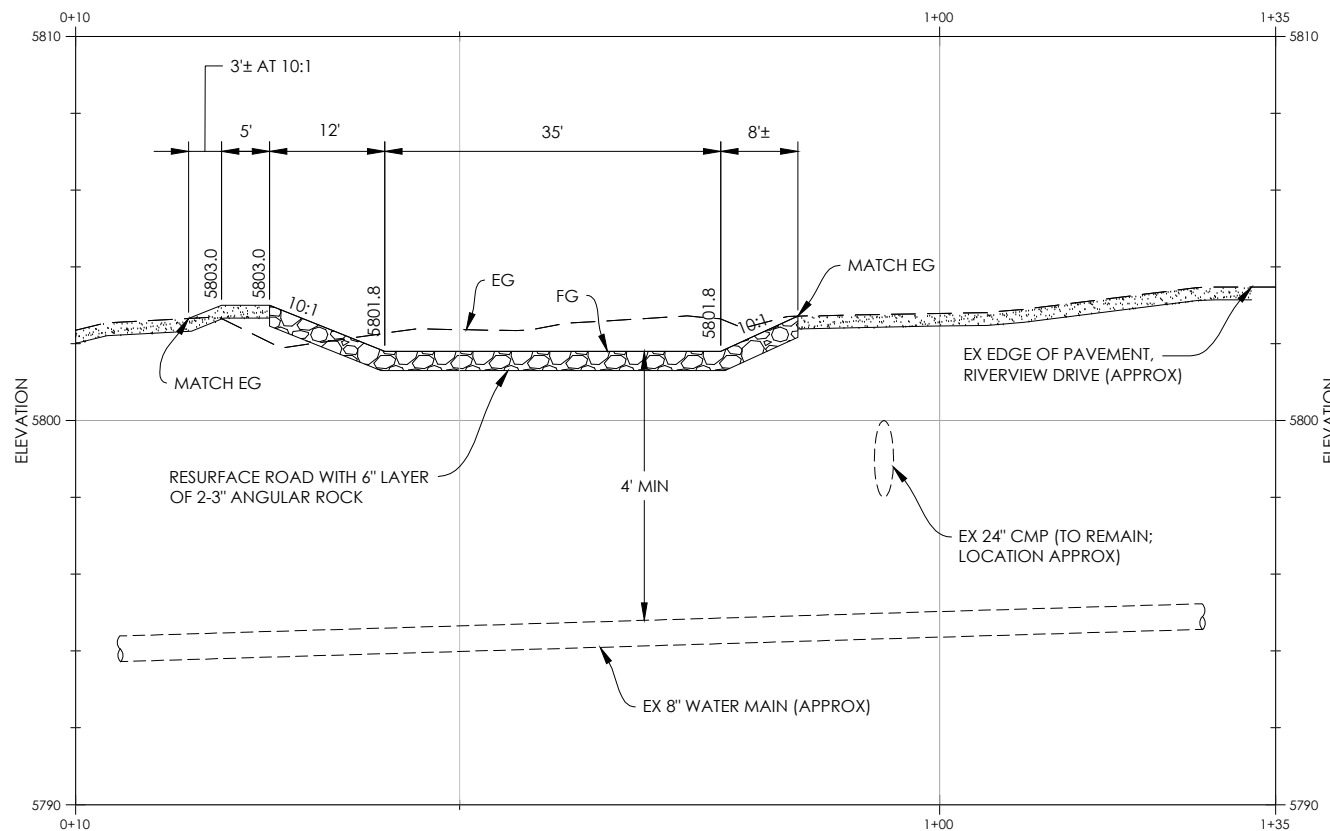 0+10
1+00
1+35
5810
5810
3'± AT 10:1
5'
12'
35'
8'±
5803.0
5803.0
5801.8
5801.8
10:1
10:1
EG
FG
MATCH EG
MATCH EG
EX EDGE OF PAVEMENT,
RIVERVIEW DRIVE (APPROX)
ELEVATION
5800
5800
ELEVATION
RESURFACE ROAD WITH 6" LAYER
OF 2-3" ANGULAR ROCK
4' MIN
EX 24" CMP (TO REMAIN;
LOCATION APPROX)
EX 8" WATER MAIN (APPROX)
5790
5790
0+10
1+00
1+35